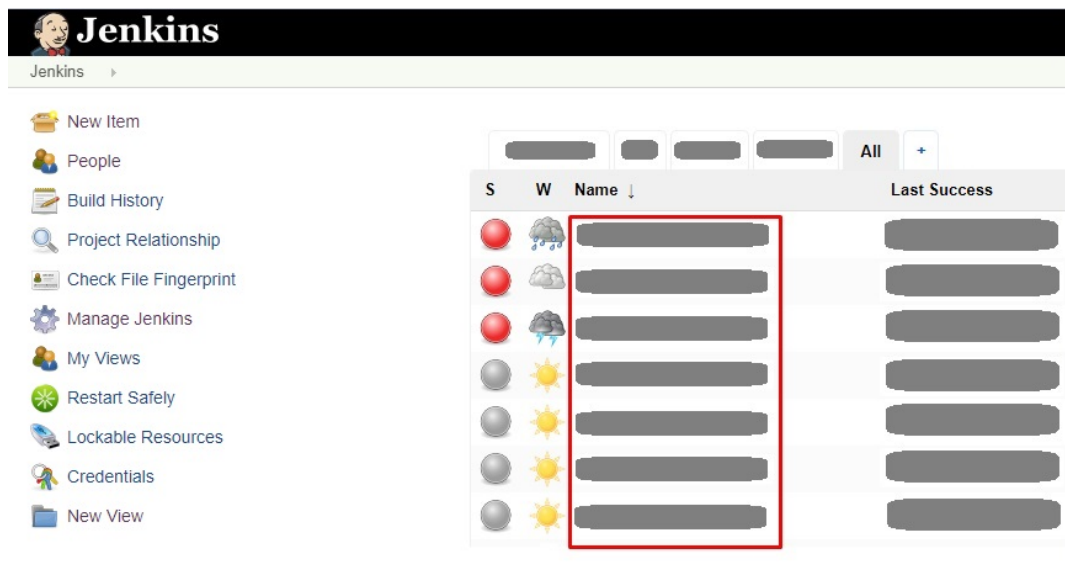 Jenkins
Jenkins
New Item
People
Build History
Project Relationship
Check File Fingerprint
Manage Jenkins
My Views
Restart Safely
Lockable Resources
Credentials
New View
All +
S W Name ↓ Last Success